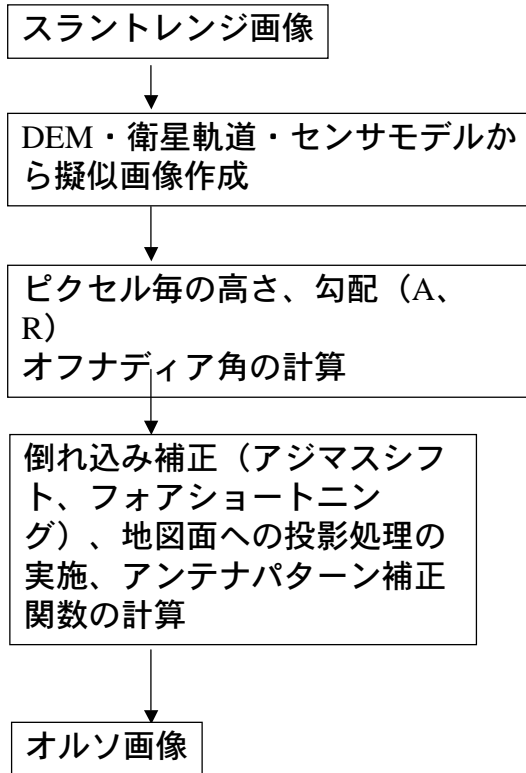 スラントレンジ画像
DEM・衛星軌道・センサモデルか
ら擬似画像作成
ピクセル毎の高さ、勾配（A、
R）
オフナディア角の計算
倒れ込み補正（アジマスシフ
ト、フォアショートニン
グ）、地図面への投影処理の
実施、アンテナパターン補正
関数の計算
オルソ画像